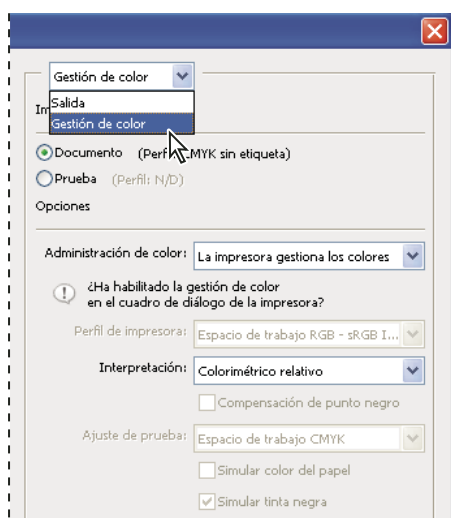 Gestión de color
Salida
Im
Gestión de color
Documento (Perf MYK sin etiqueta)
Prueba (Perfil: N/D)
Opciones
Administración de color: La impresora gestiona los colores
¿Ha habilitado la gestión de color
en el cuadro de diálogo de la impresora?
Perfil de impresora: Espacio de trabajo RGB - sRGB I...
Interpretación: Colorimétrico relativo
Compensación de punto negro
Ajuste de prueba: Espacio de trabajo CMYK
Simular color del papel
Simular tinta negra